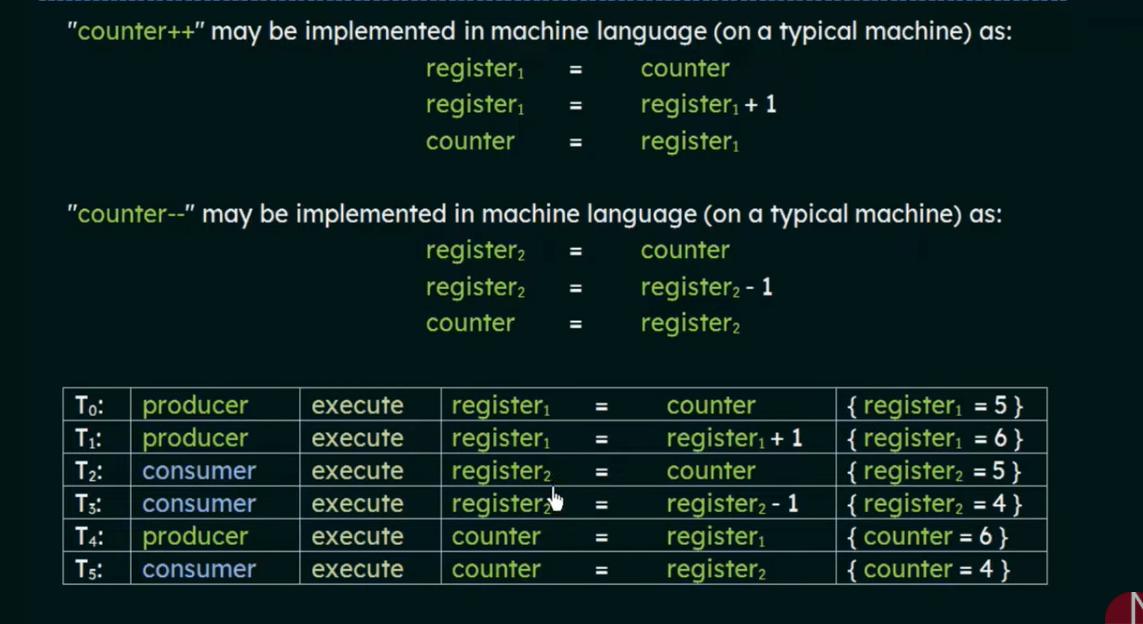 "counter++" may be implemented in machine language (on a typical machine) as:
register₁ = counter
register₁ = register₁ + 1
counter = register₁
"counter--" may be implemented in machine language (on a typical machine) as:
register₂ = counter
register₂ = register₂ - 1
counter = register₂
T₀: producer execute register₁ = counter { register₁ = 5 }
T₁: producer execute register₁ = register₁ + 1 { register₁ = 6 }
T₂: consumer execute register₂ = counter { register₂ = 5 }
T₃: consumer execute register₂ = register₂ - 1 { register₂ = 4 }
T₄: producer execute counter = register₁ { counter = 6 }
T₅: consumer execute counter = register₂ { counter = 4 }